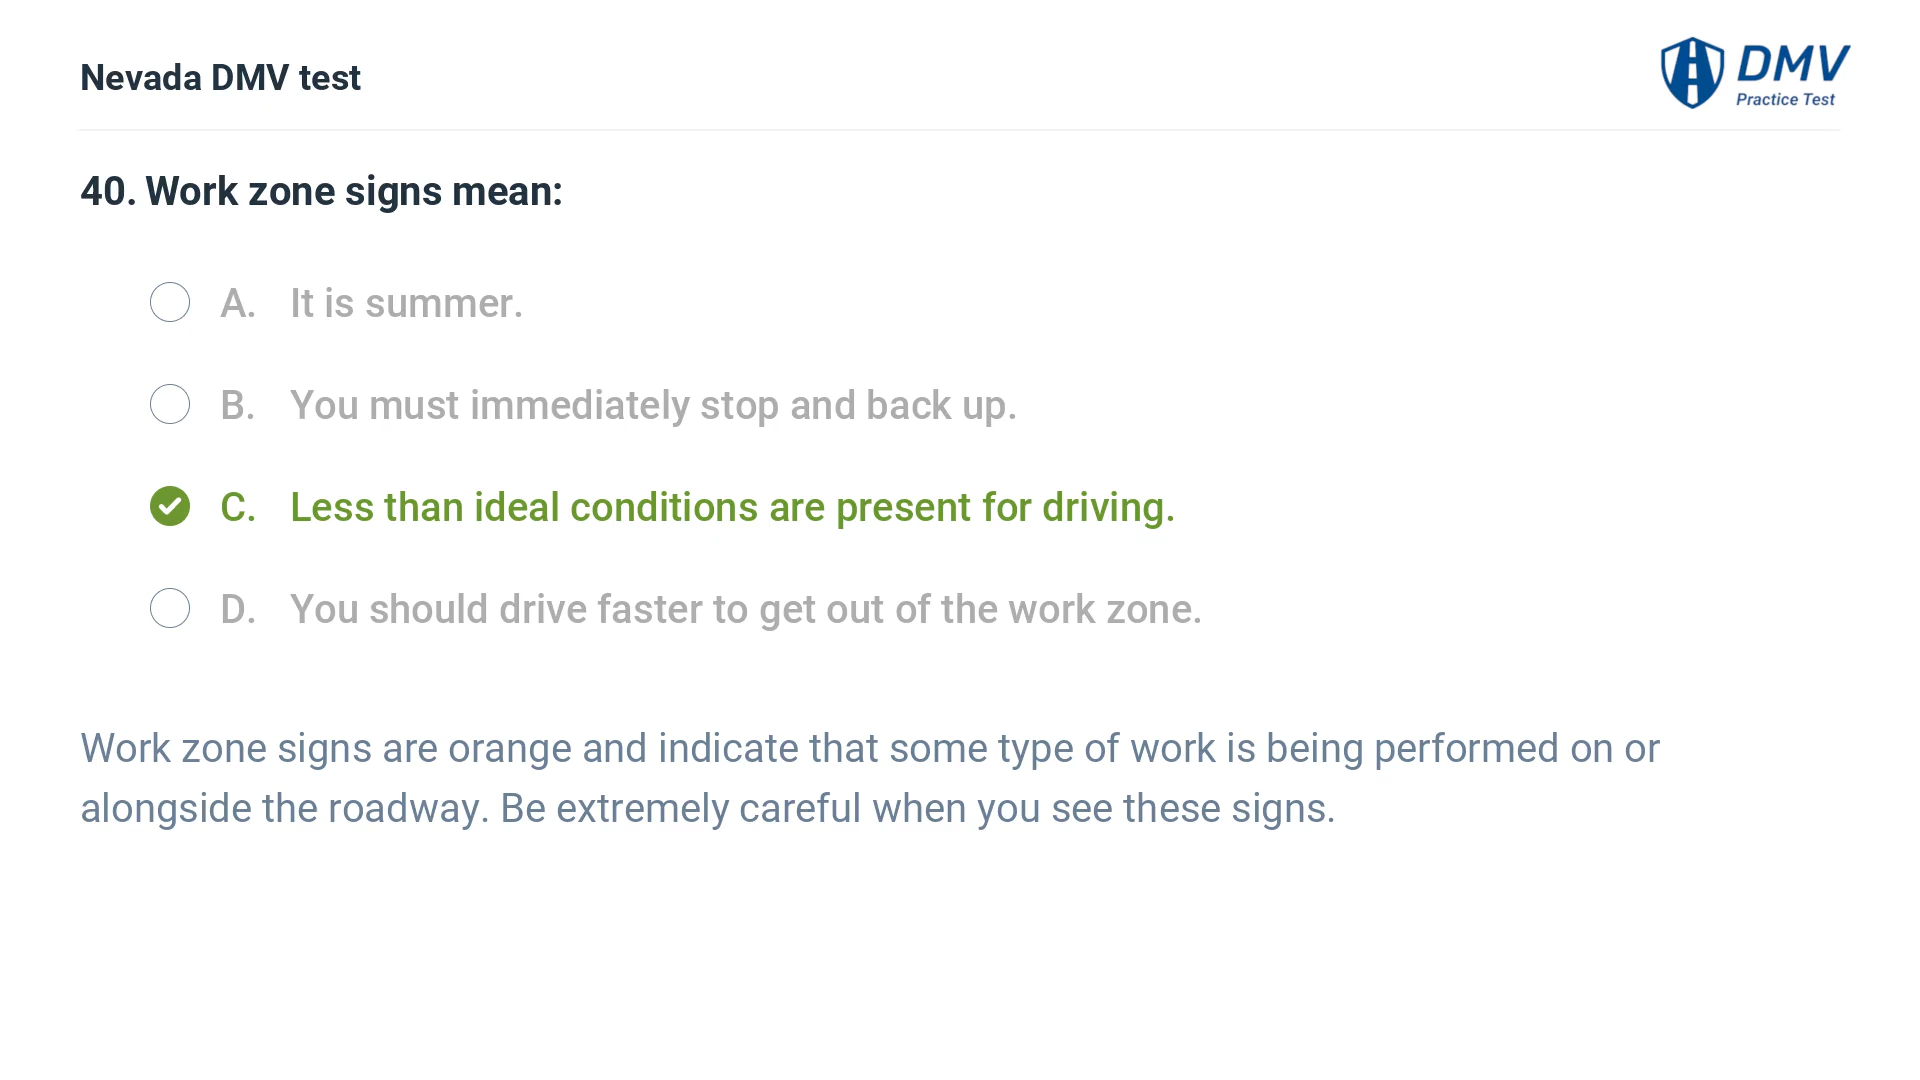 Nevada DMV test
DMV
Practice Test
40. Work zone signs mean:
A. It is summer.
B. You must immediately stop and back up.
C. Less than ideal conditions are present for driving.
D. You should drive faster to get out of the work zone.
Work zone signs are orange and indicate that some type of work is being performed on or
alongside the roadway. Be extremely careful when you see these signs.